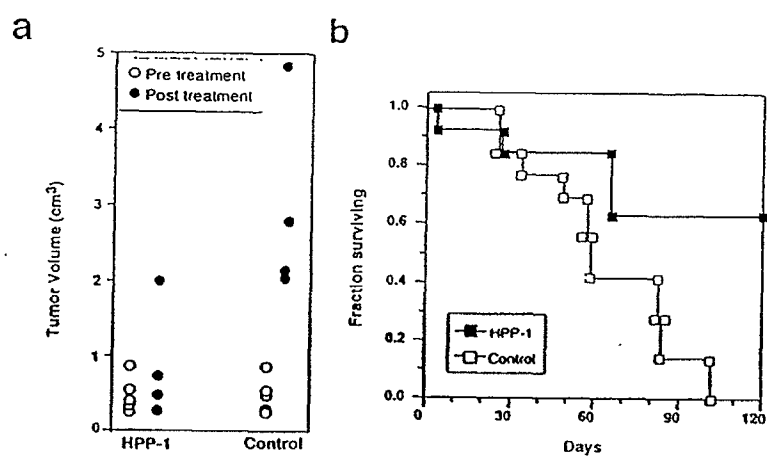 a
b
Tumor Volume (cm³)
5
4
3
2
1
0
Pre treatment
Post treatment
HPP-1 Control
Fraction surviving
1.0
0.8
0.6
0.4
0.2
0.0
HPP-1
Control
0 30 60 90 120
Days